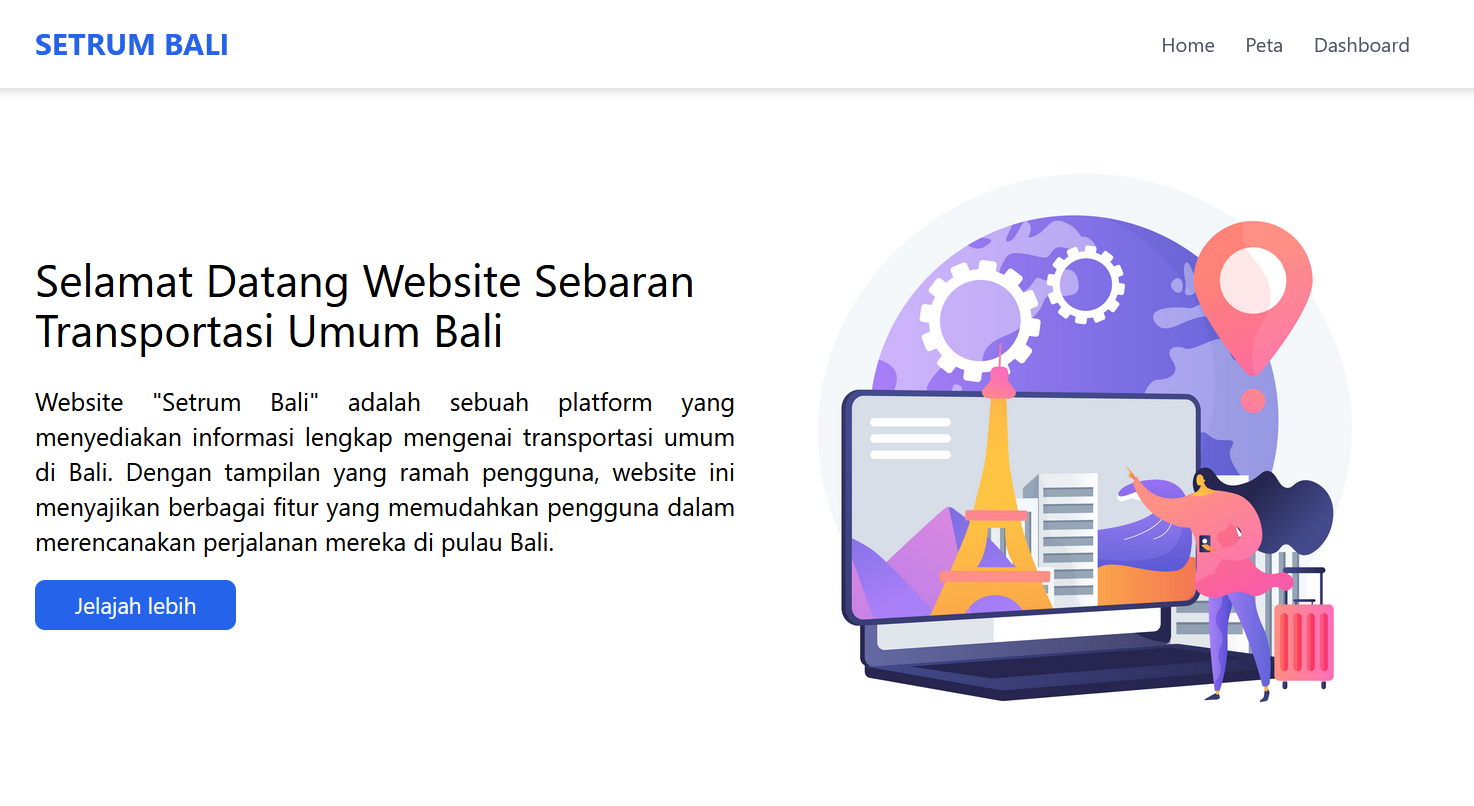 SETRUM BALI
Home Peta Dashboard
Selamat Datang Website Sebaran
Transportasi Umum Bali
Website "Setrum Bali" adalah sebuah platform yang
menyediakan informasi lengkap mengenai transportasi umum
di Bali. Dengan tampilan yang ramah pengguna, website ini
menyajikan berbagai fitur yang memudahkan pengguna dalam
merencanakan perjalanan mereka di pulau Bali.
Jelajah lebih